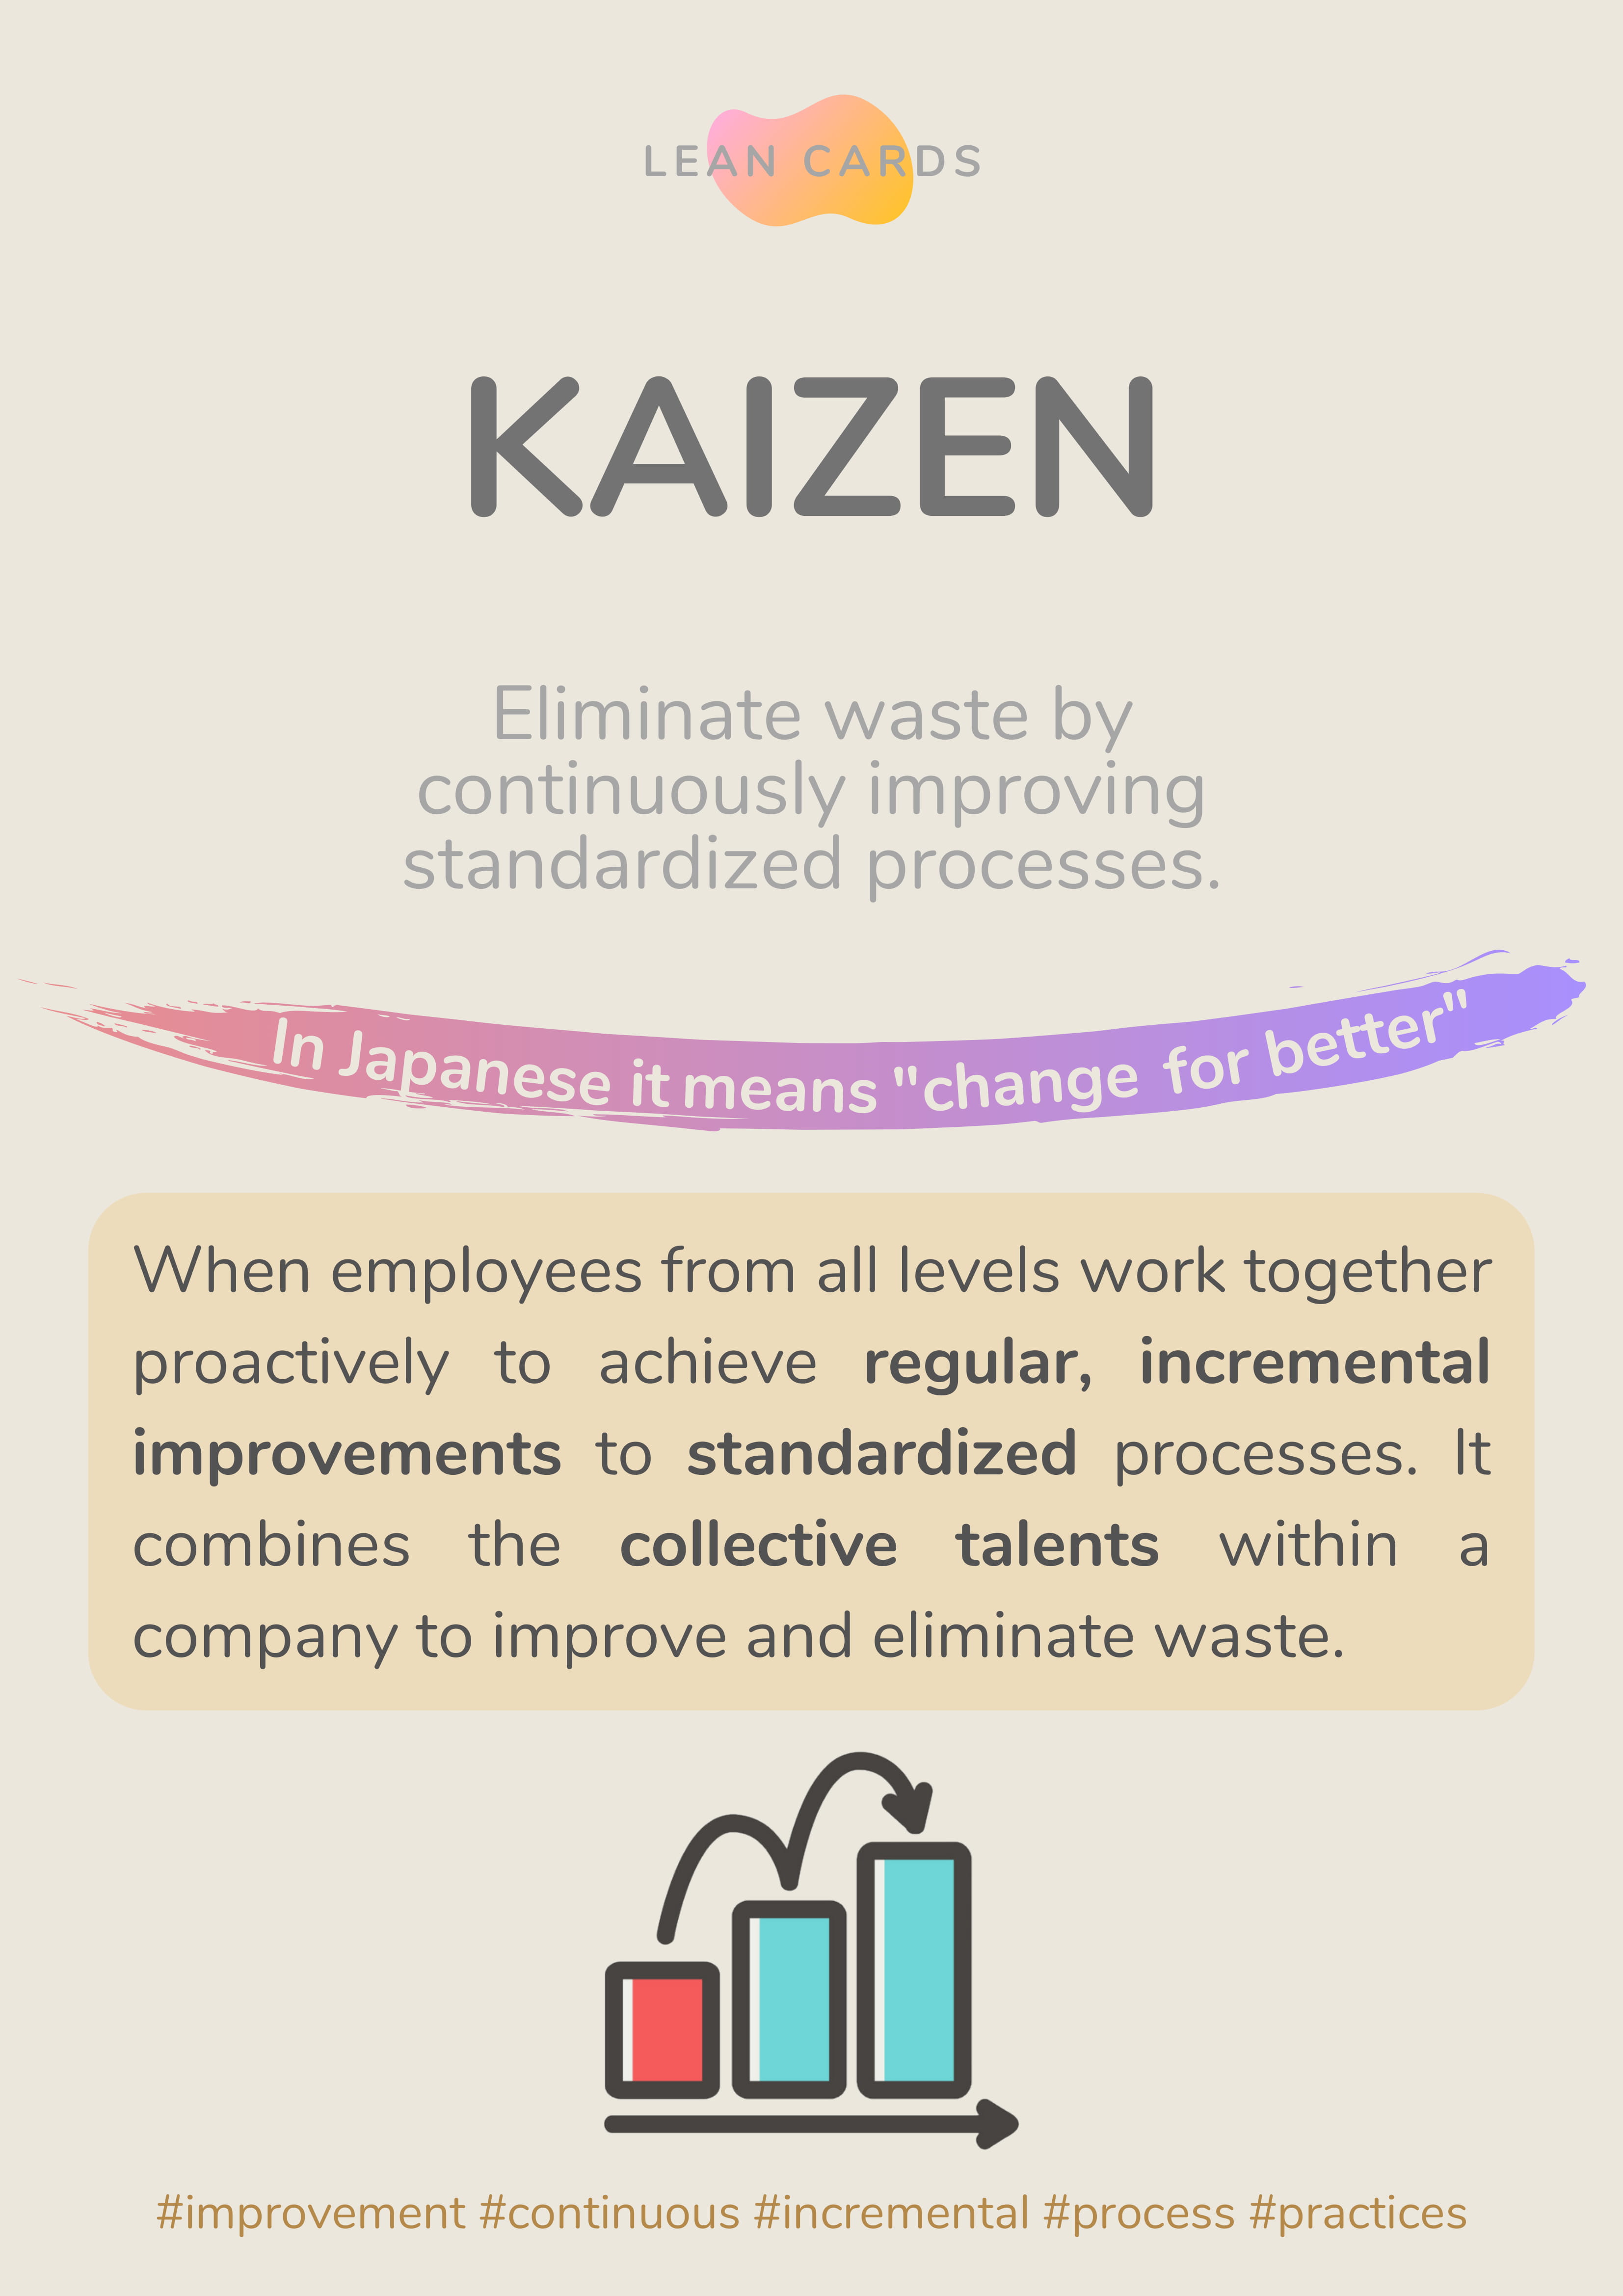 LEAN CARDS
KAIZEN
Eliminate waste by
continuously improving
standardized processes.
In Japanese it means "change for better"
When employees from all levels work together
proactively to achieve regular, incremental
improvements to standardized processes. It
combines the collective talents within a
company to improve and eliminate waste.
#improvement #continuous #incremental #process #practices